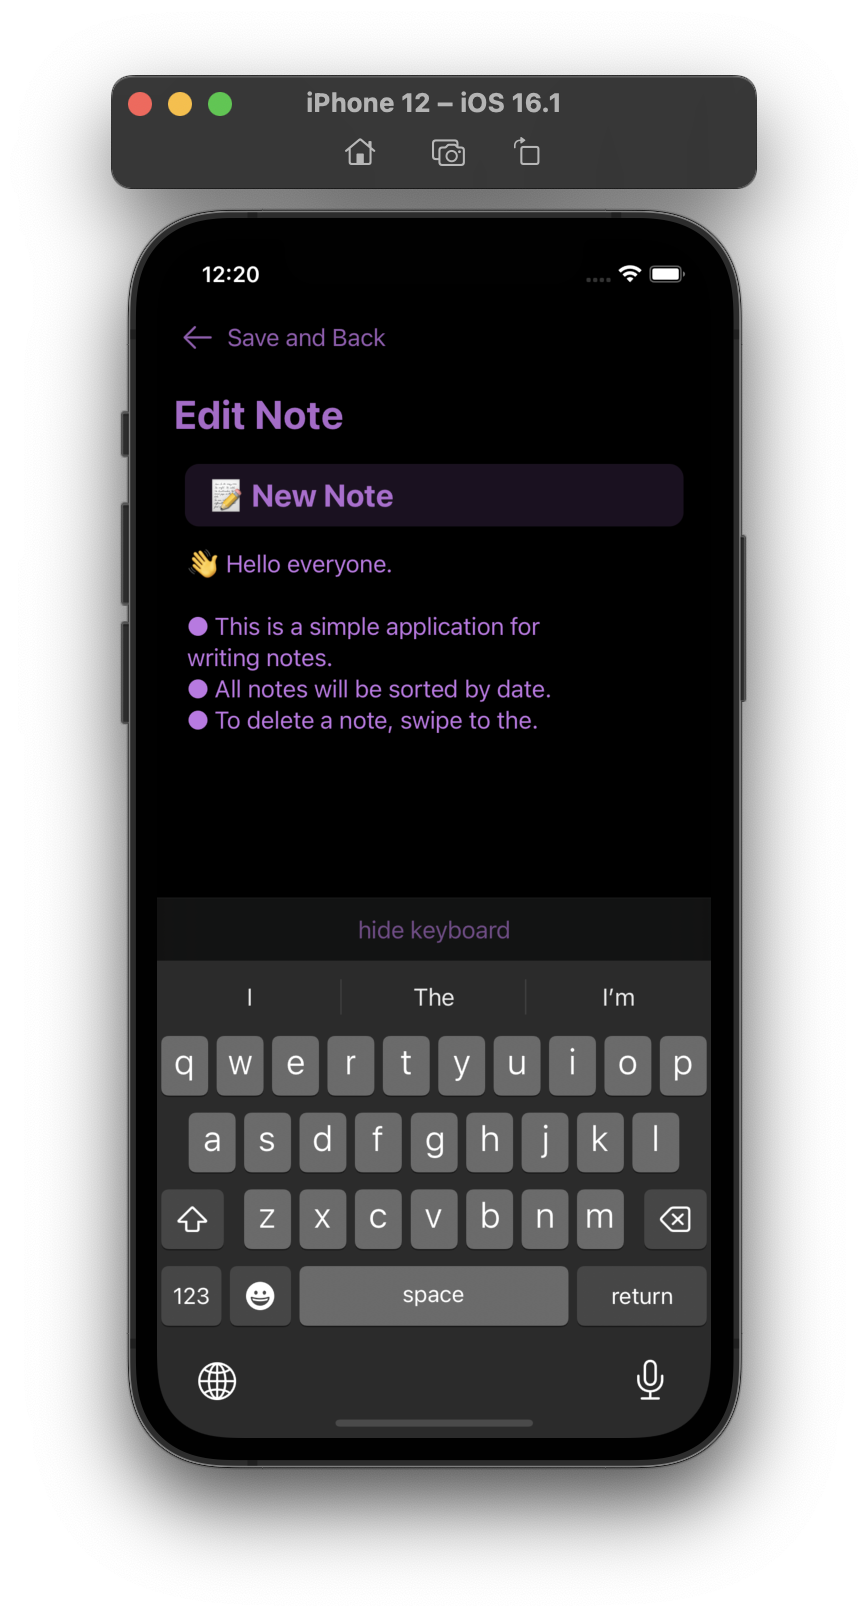 iPhone 12 – iOS 16.1
12:20
← Save and Back
Edit Note
📝 New Note
👋 Hello everyone.
● This is a simple application for
writing notes.
● All notes will be sorted by date.
● To delete a note, swipe to the.
hide keyboard
I The I’m
q w e r t y u i o p
a s d f g h j k l
z x c v b n m
123 space return